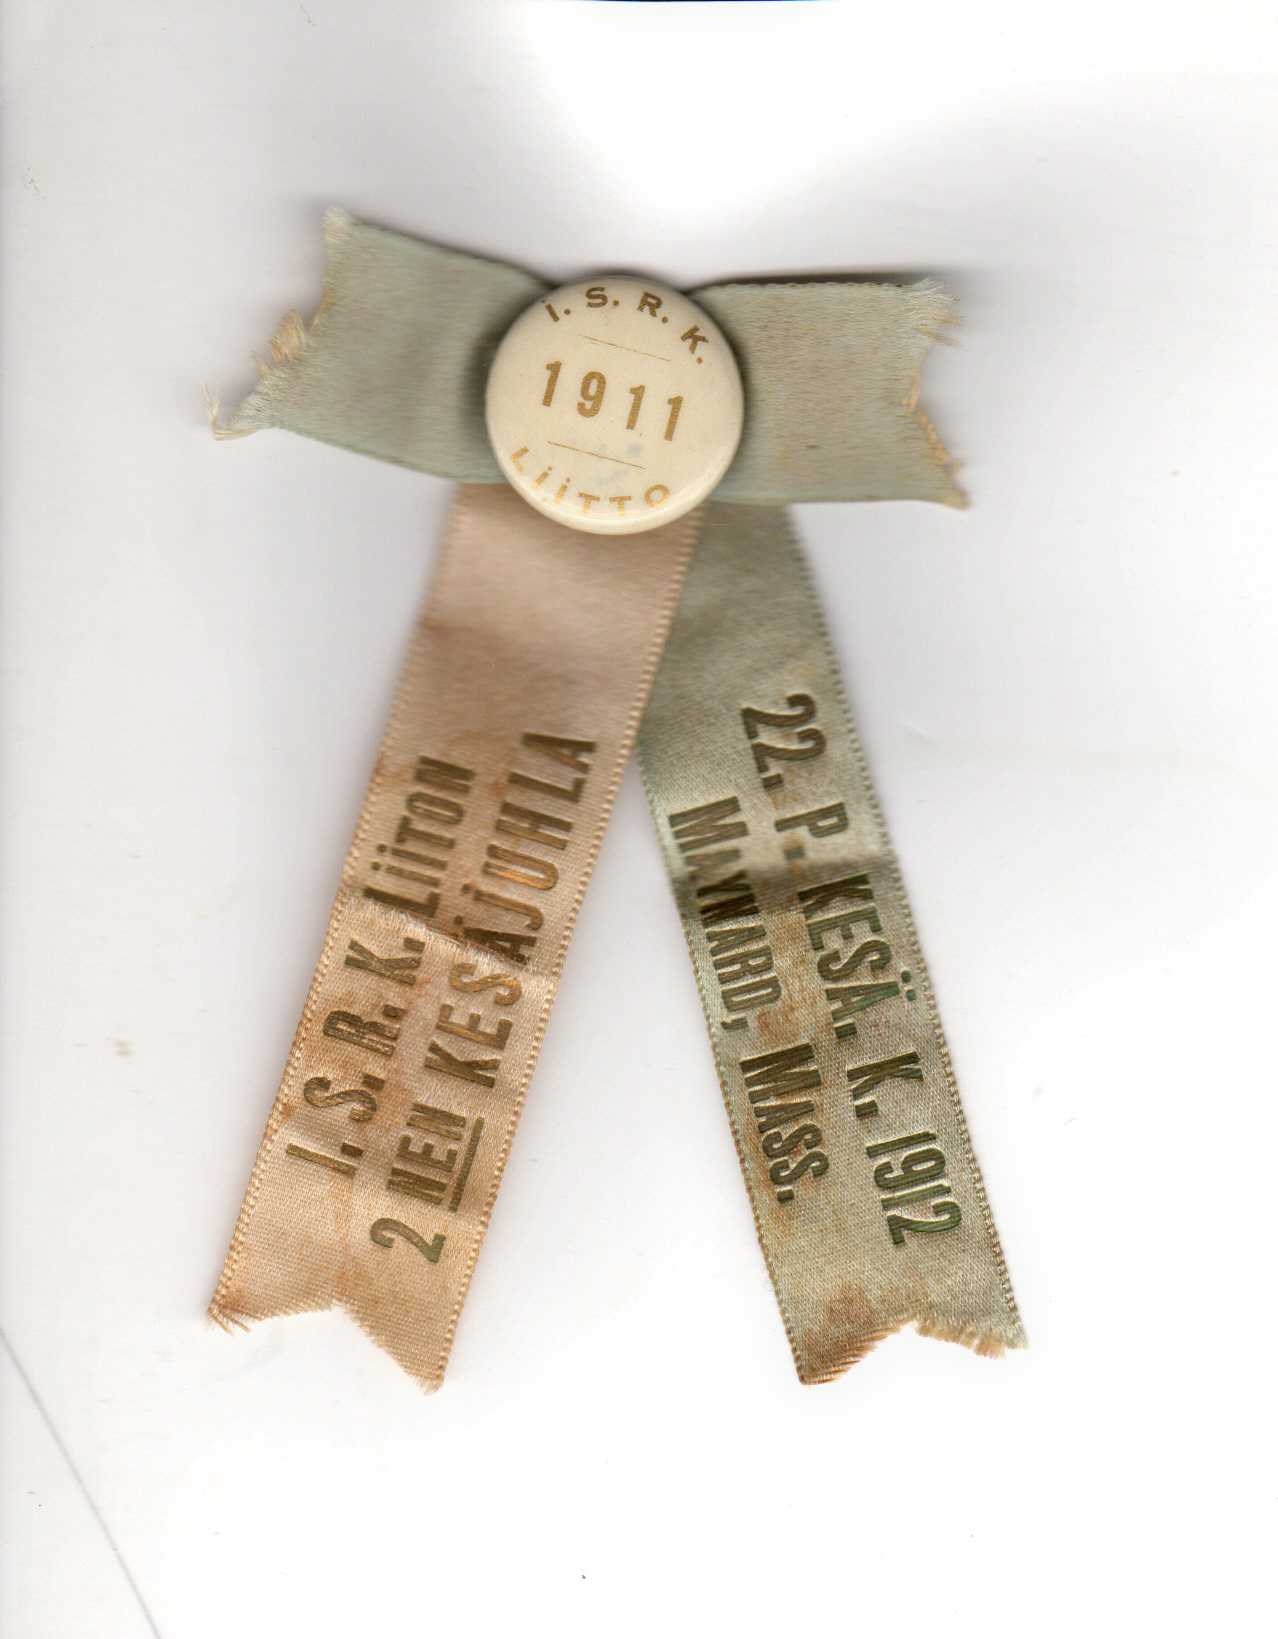 I. S. R. K.
1911
LIITTO
I. S. R. K. LIITON
2 NEN KESÄJUHLA
22. P. KESÄ. K. 1912
MAYNARD, MASS.